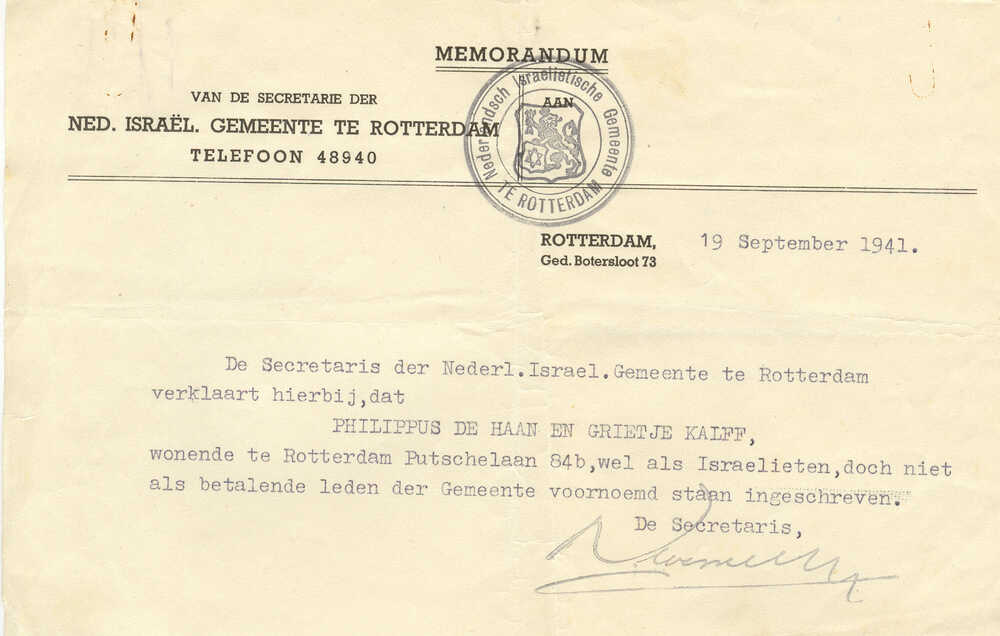 MEMORANDUM
VAN DE SECRETARIE DER
NED. ISRAËL. GEMEENTE TE ROTTERDAM
TELEFOON 48940
AAN
Nederlandsch Israelietische Gemeente
TE ROTTERDAM
ROTTERDAM,
Ged. Botersloot 73
19 September 1941.
De Secretaris der Nederl.Israel.Gemeente te Rotterdam
verklaart hierbij,dat
PHILIPPUS DE HAAN EN GRIETJE KALFF,
wonende te Rotterdam Putschelaan 84b,wel als Israelieten,doch niet
als betalende leden der Gemeente voornoemd staan ingeschreven.
De Secretaris,